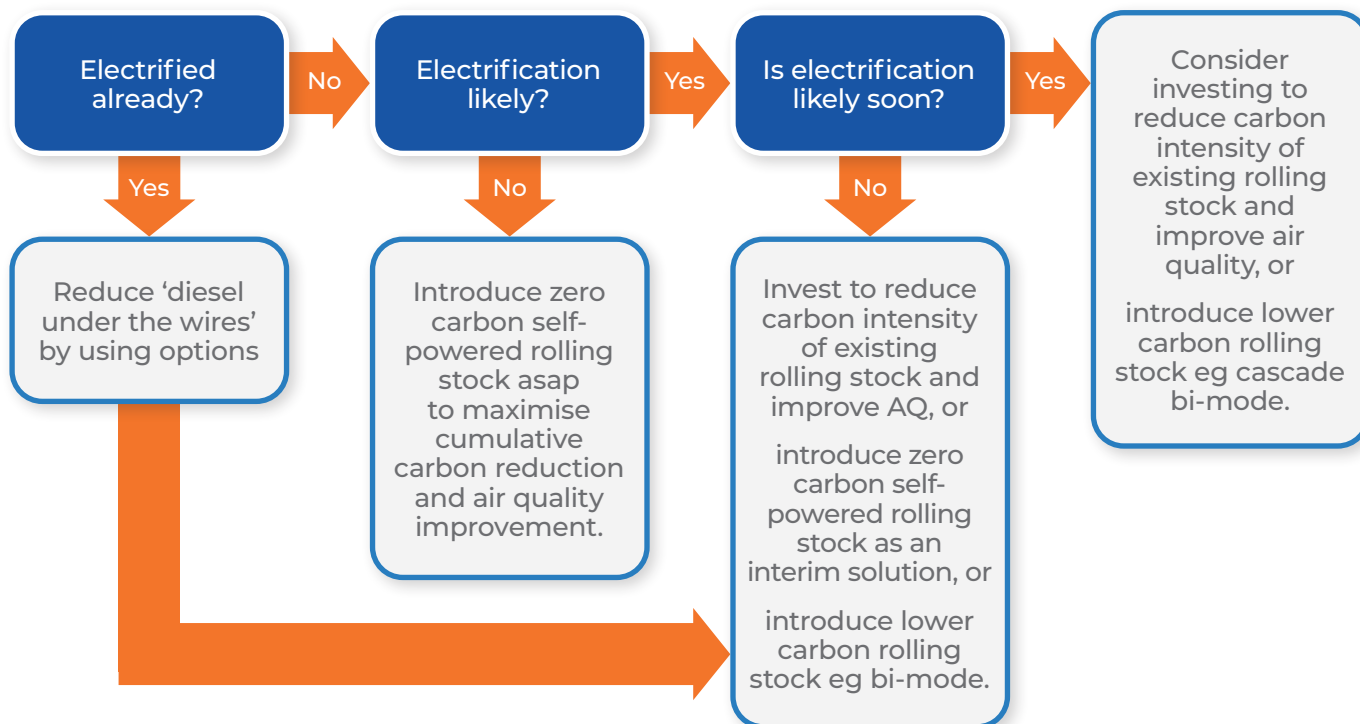 Electrified
already?
No
Electrification
likely?
Yes
Is electrification
likely soon?
Yes
Consider
investing to
reduce carbon
intensity of
existing rolling
stock and
improve air
quality, or
introduce lower
carbon rolling
stock eg cascade
bi-mode.
Yes
No
No
Reduce ‘diesel
under the wires’
by using options
Introduce zero
carbon self-
powered rolling
stock asap
to maximise
cumulative
carbon reduction
and air quality
improvement.
Invest to reduce
carbon intensity
of existing
rolling stock and
improve AQ, or
introduce zero
carbon self-
powered rolling
stock as an
interim solution, or
introduce lower
carbon rolling
stock eg bi-mode.